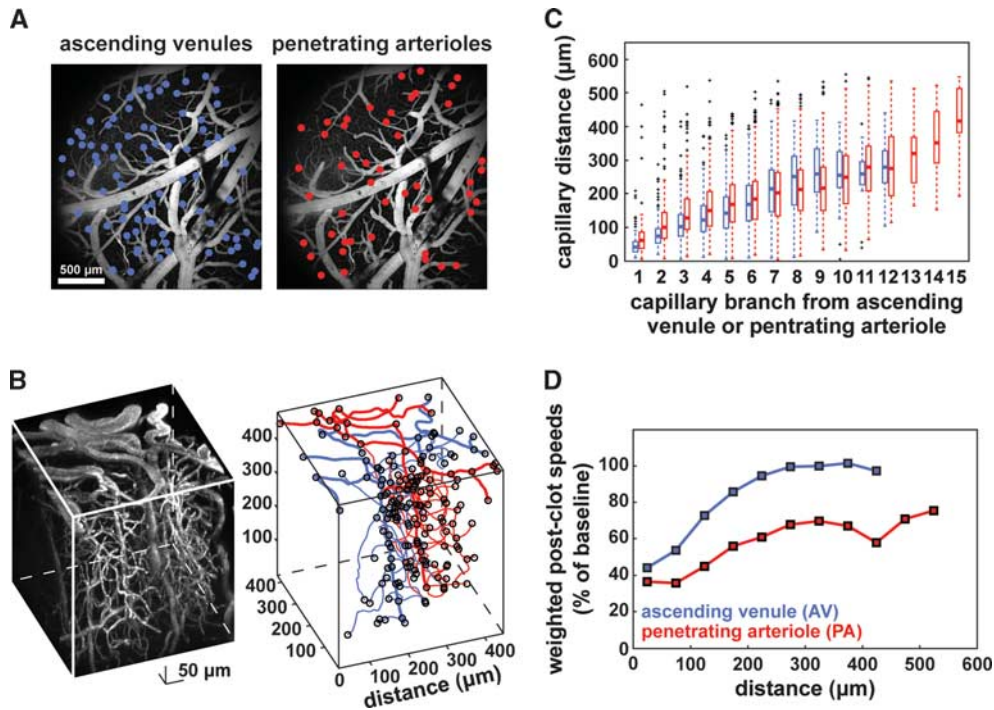 A
ascending venules
penetrating arterioles
500 µm
B
50 µm
400
300
200
100
400
300
200
100
0
100
200
300
400
distance (µm)
C
capillary distance (µm)
600
500
400
300
200
100
0
1 2 3 4 5 6 7 8 9 10 11 12 13 14 15
capillary branch from ascending
venule or pentrating arteriole
D
weighted post-clot speeds
(% of baseline)
100
80
60
40
20
0
ascending venule (AV)
penetrating arteriole (PA)
0 100 200 300 400 500 600
distance (µm)